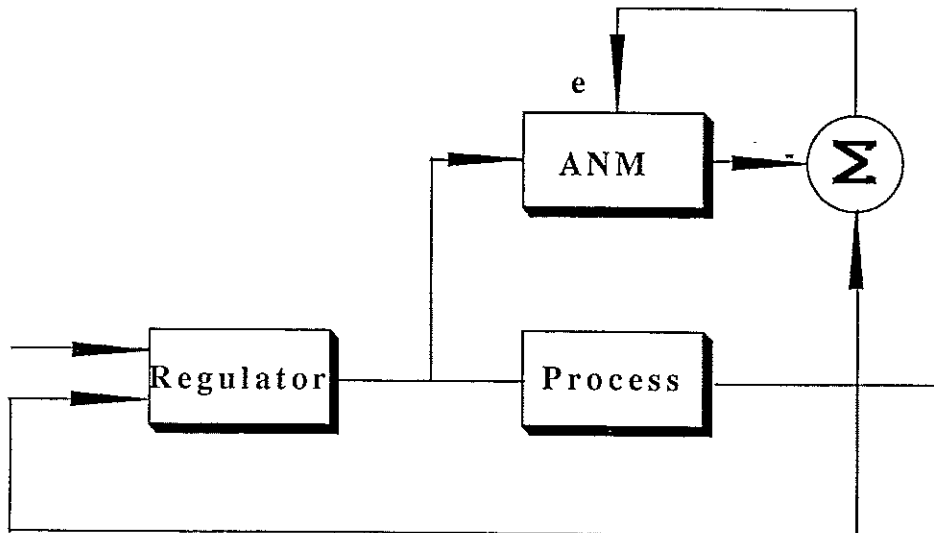 e
ANM
-
Σ
Regulator
Process